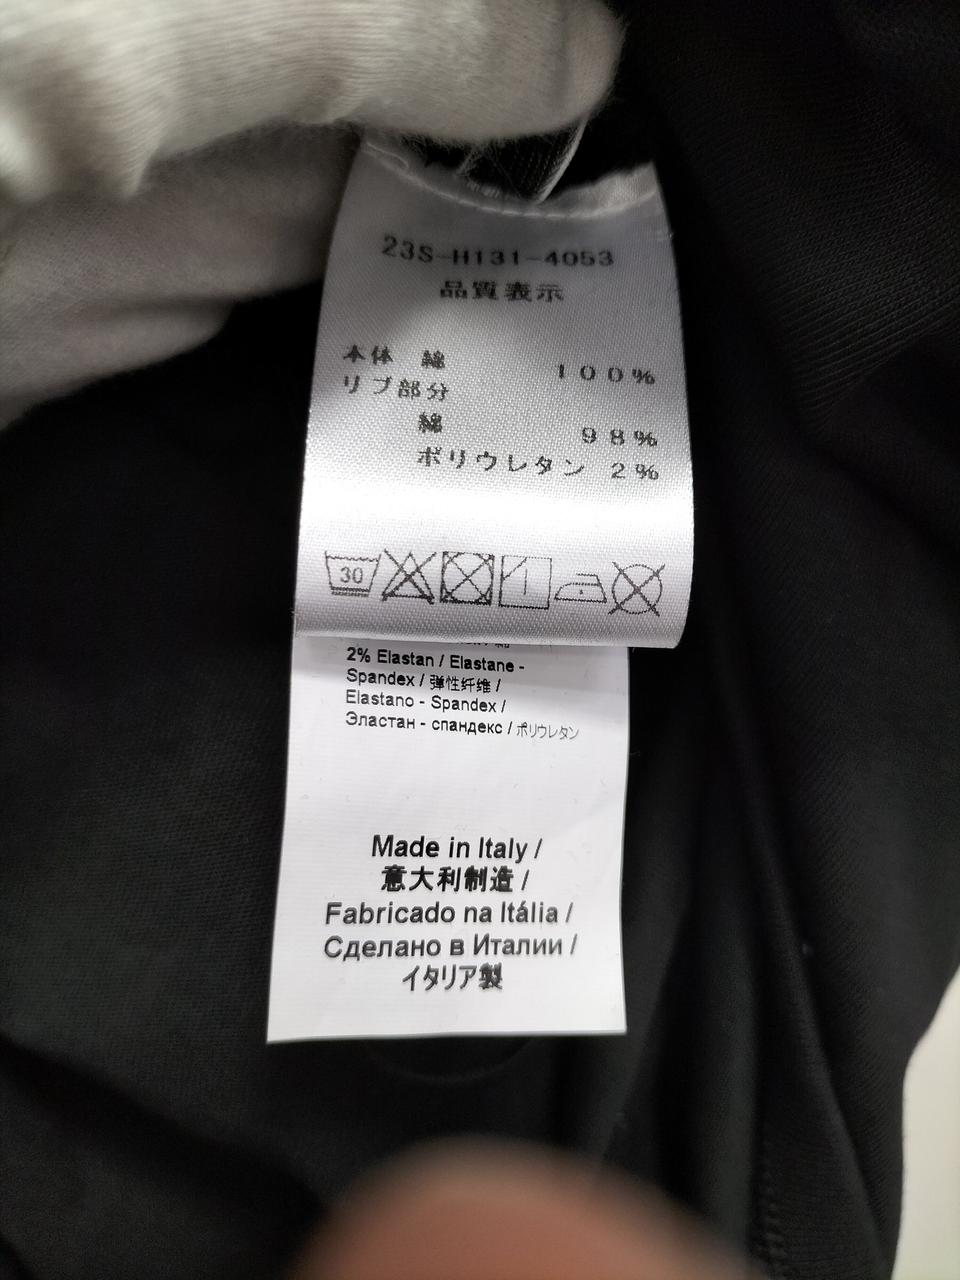 23S-H131-4053
品質表示
本体 綿 100%
リブ部分
綿 98%
ポリウレタン 2%
30
2% Elastan / Elastane -
Spandex / 弹性纤维 /
Elastano - Spandex /
Эластан - спандекс / ポリウレタン
Made in Italy /
意大利制造 /
Fabricado na Itália /
Сделано в Италии /
イタリア製